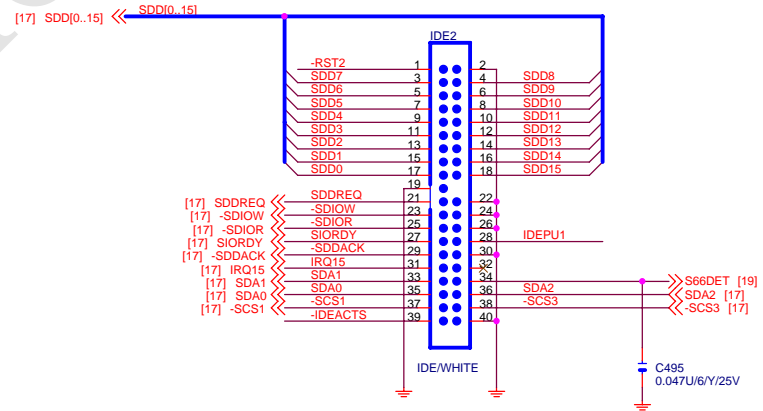 [17] SDD[0..15] SDD[0..15]
IDE2
-RST2 1 2
SDD7 3 4 SDD8
SDD6 5 6 SDD9
SDD5 7 8 SDD10
SDD4 9 10 SDD11
SDD3 11 12 SDD12
SDD2 13 14 SDD13
SDD1 15 16 SDD14
SDD0 17 18 SDD15
19
[17] SDDREQ SDDREQ 21 22
[17] -SDIOW -SDIOW 23 24
[17] -SDIOR -SDIOR 25 26
[17] SIORDY SIORDY 27 28 IDEPU1
[17] -SDDACK -SDDACK 29 30
[17] IRQ15 IRQ15 31 32
[17] SDA1 SDA1 33 34 S66DET [19]
[17] SDA0 SDA0 35 36 SDA2 SDA2 [17]
[17] -SCS1 -SCS1 37 38 -SCS3 -SCS3 [17]
-IDEACTS 39 40
IDE/WHITE
C495
0.047U/6/Y/25V